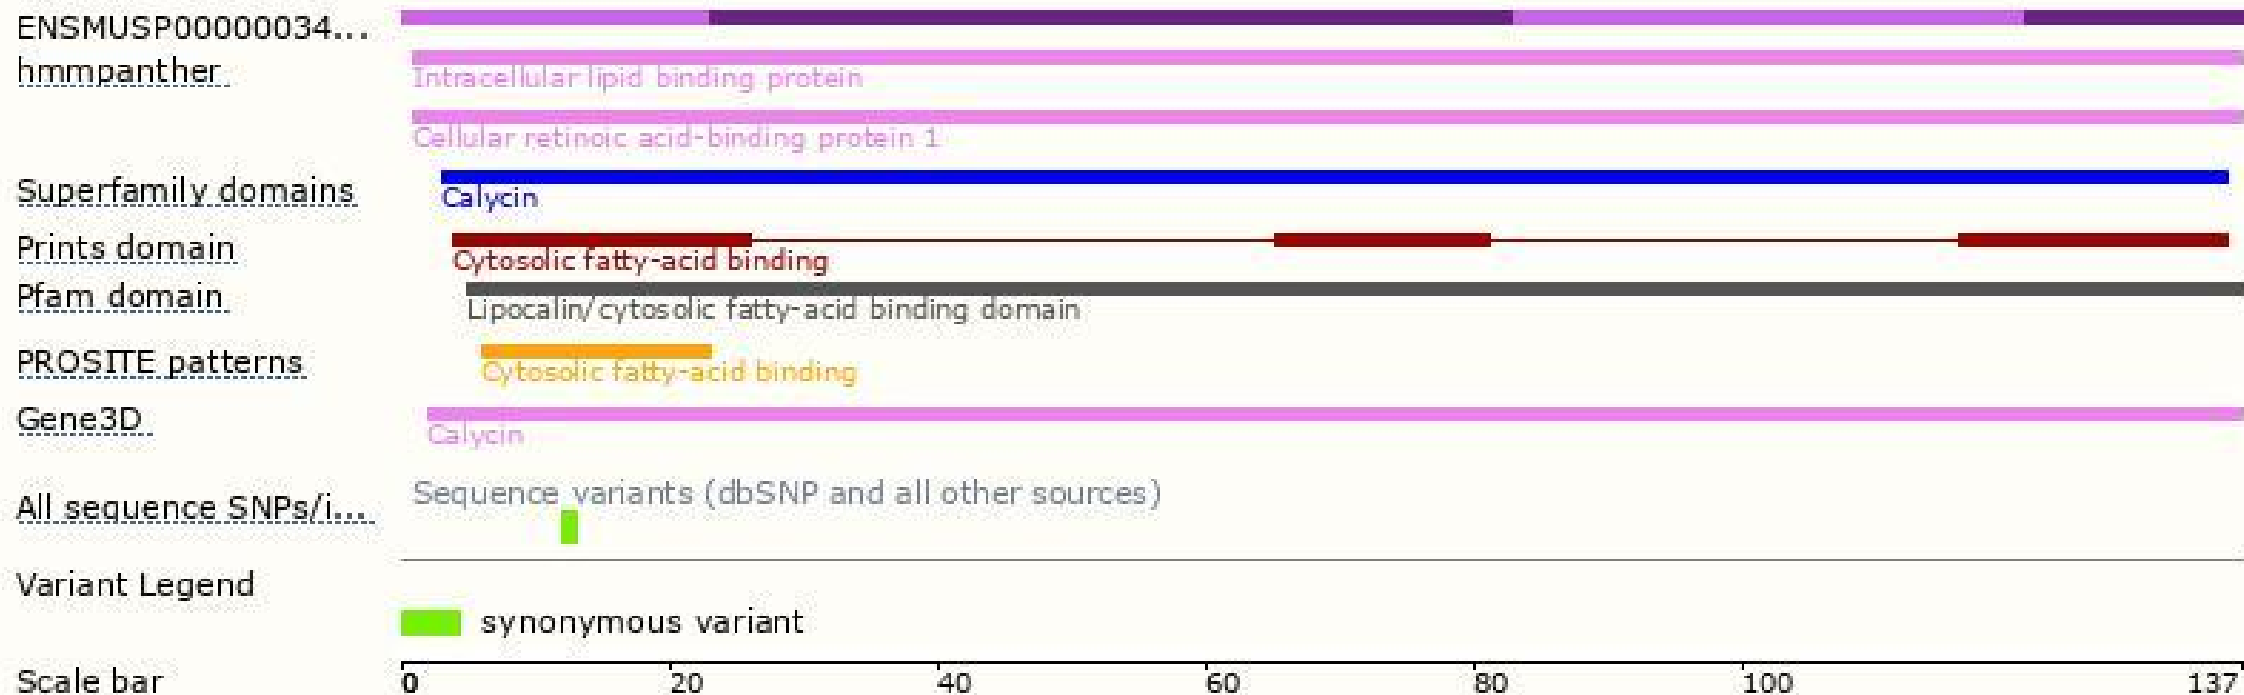 ENSMUSP00000034...
hmmpanther
Intracellular lipid binding protein
Cellular retinoic acid-binding protein 1
Superfamily domains
Calycin
Prints domain
Cytosolic fatty-acid binding
Pfam domain
Lipocalin/cytosolic fatty-acid binding domain
PROSITE patterns
Cytosolic fatty-acid binding
Gene3D
Calycin
All sequence SNPs/i...
Sequence variants (dbSNP and all other sources)
Variant Legend
synonymous variant
Scale bar 0 20 40 60 80 100 137